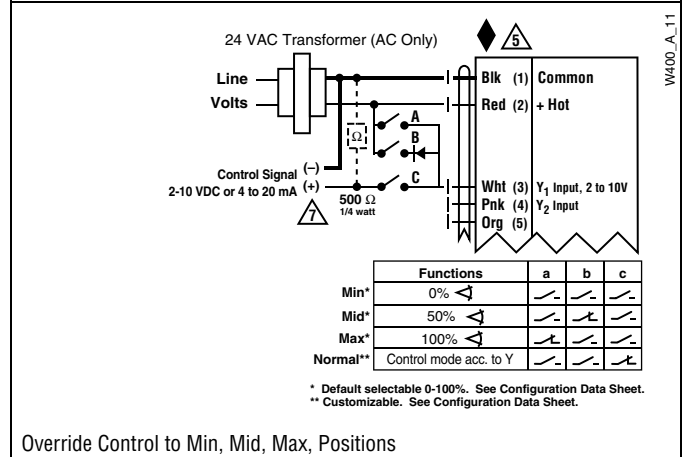 W400_A_11
24 VAC Transformer (AC Only)
5
Line
Volts
Blk (1) Common
Red (2) + Hot
A
Ω
B
C
Control Signal (–)
2-10 VDC or 4 to 20 mA (+)
7
500 Ω
1/4 watt
Wht (3) Y1 Input, 2 to 10V
Pnk (4) Y2 Input
Org (5)
Functions a b c
Min* 0%
Mid* 50%
Max* 100%
Normal** Control mode acc. to Y
* Default selectable 0-100%. See Configuration Data Sheet.
** Customizable. See Configuration Data Sheet.
Override Control to Min, Mid, Max, Positions